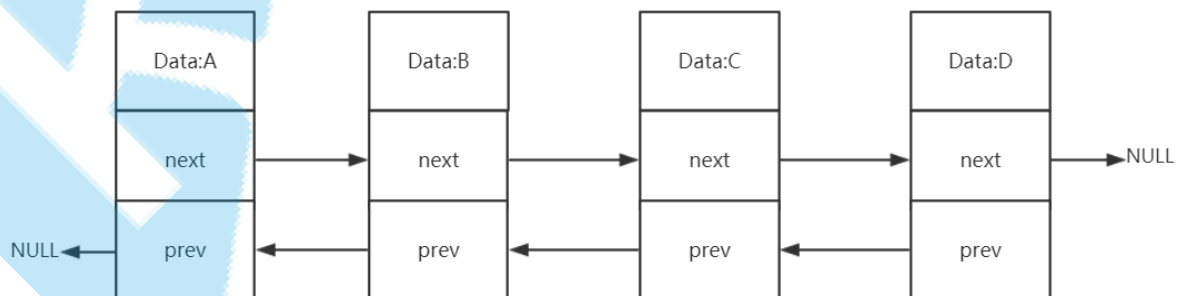 Data:A Data:B Data:C Data:D
next next next next NULL
NULL prev prev prev prev